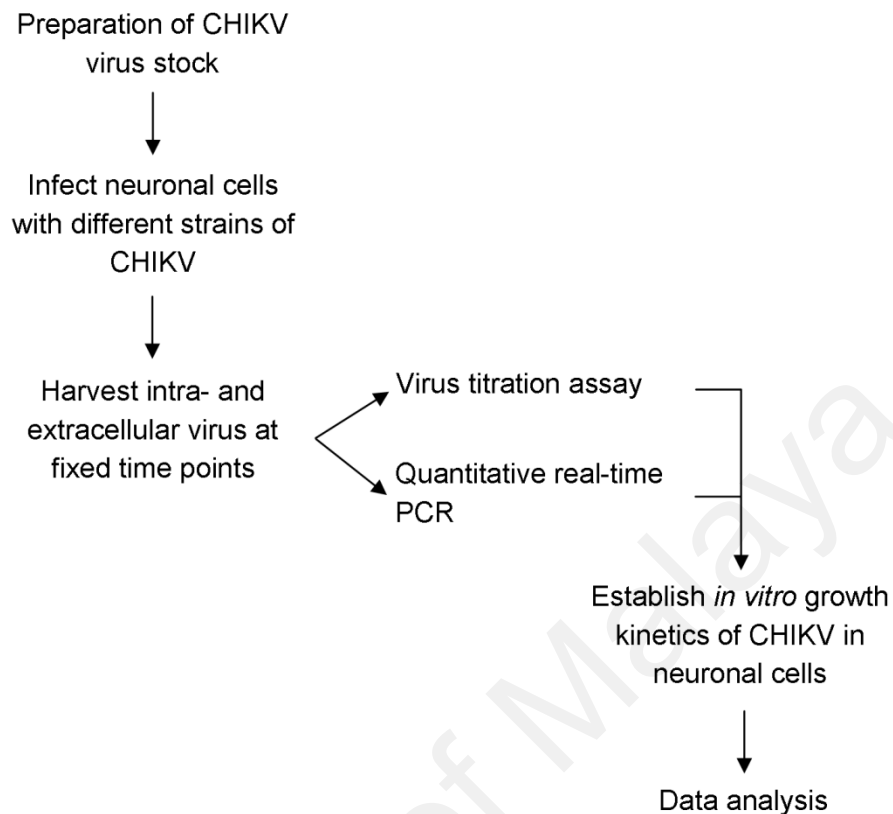 Preparation of CHIKV
virus stock
Infect neuronal cells
with different strains of
CHIKV
Harvest intra- and
extracellular virus at
fixed time points
Virus titration assay
Quantitative real-time
PCR
Establish in vitro growth
kinetics of CHIKV in
neuronal cells
Data analysis
of Malaya